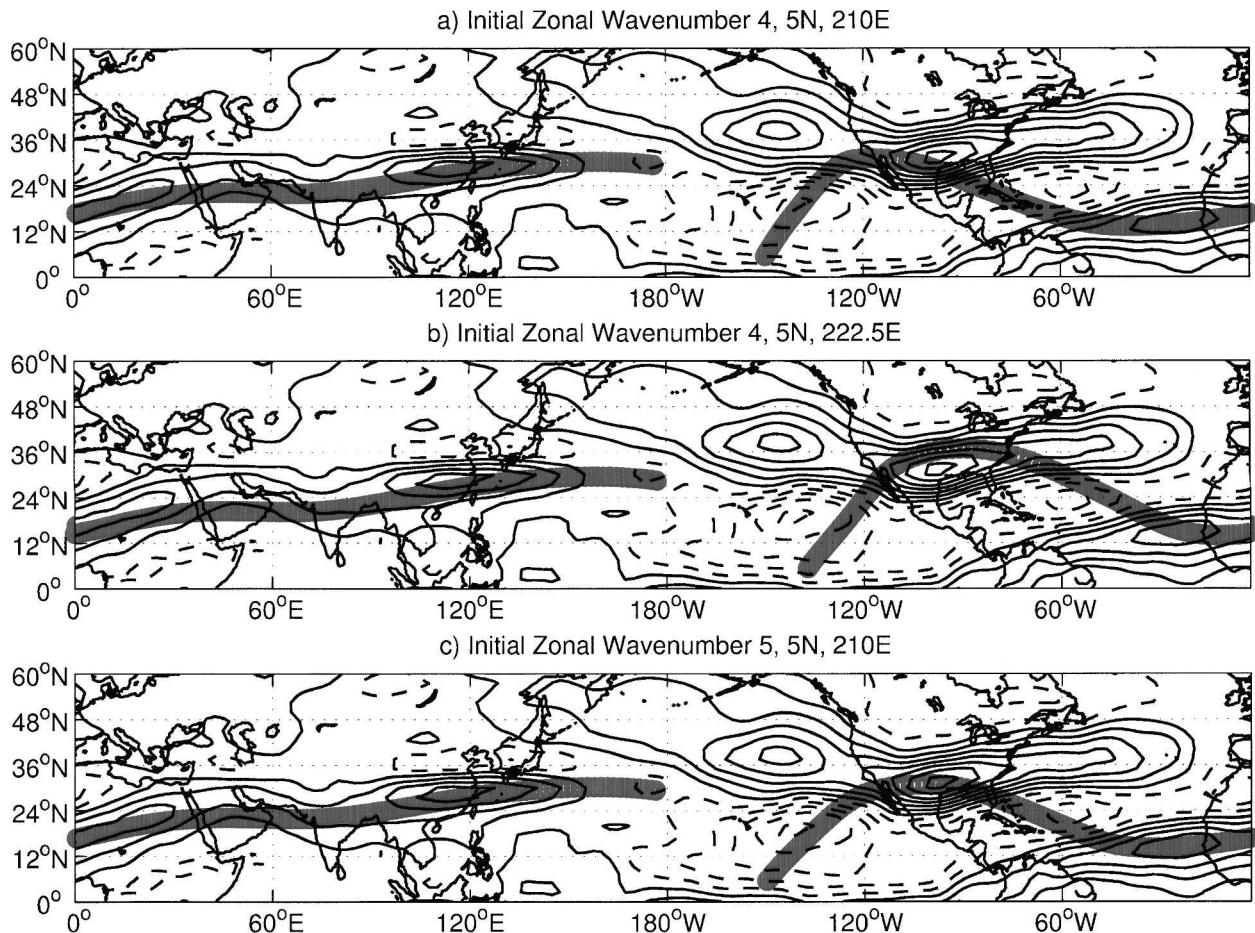 a) Initial Zonal Wavenumber 4, 5N, 210E
60°N
48°N
36°N
24°N
12°N
0°
0° 60°E 120°E 180°W 120°W 60°W
b) Initial Zonal Wavenumber 4, 5N, 222.5E
60°N
48°N
36°N
24°N
12°N
0°
0° 60°E 120°E 180°W 120°W 60°W
c) Initial Zonal Wavenumber 5, 5N, 210E
60°N
48°N
36°N
24°N
12°N
0°
0° 60°E 120°E 180°W 120°W 60°W